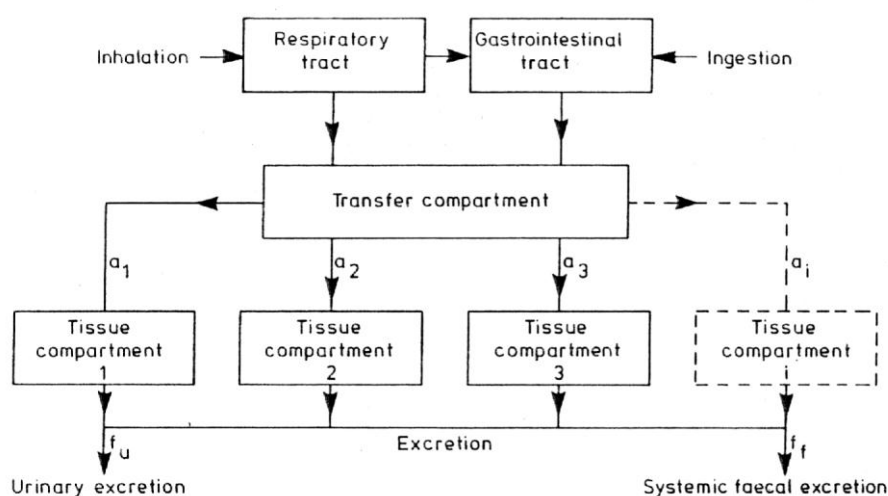 Inhalation
Respiratory
tract
Gastrointestinal
tract
Ingestion
Transfer compartment
a1
a2
a3
ai
Tissue
compartment
1
Tissue
compartment
2
Tissue
compartment
3
Tissue
compartment
i
Excretion
fu
ff
Urinary excretion
Systemic faecal excretion